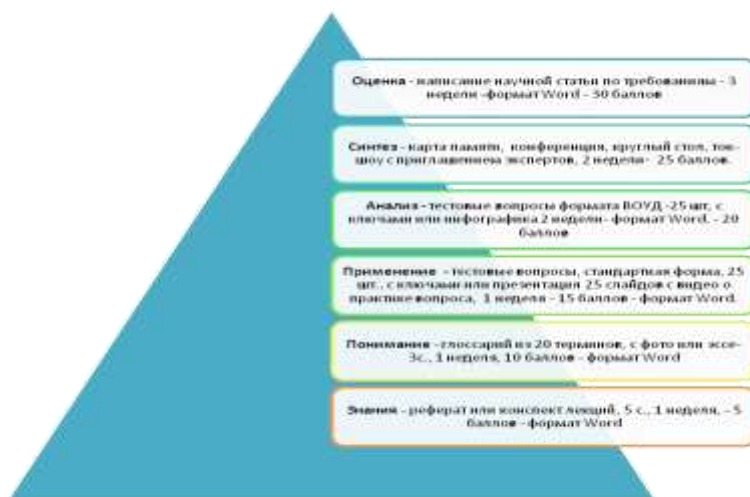 Оценка - написание научной статьи по требованиям - 3
недели -формат Word - 30 баллов
Синтез - карта памяти, конференция, круглый стол, ток-
шоу с приглашением экспертов, 2 недели- 25 баллов.
Анализ - тестовые вопросы формата ВОУД -25 шт, с
ключами или инфографика 2 недели- формат Word. - 20
баллов
Применение - тестовые вопросы, стандартная форма, 25
шт., с ключами или презентация 25 слайдов с видео о
практике вопроса, 1 неделя - 15 баллов - формат Word.
Понимание -глоссарий из 20 терминов, с фото или эссе-
3с., 1 неделя, 10 баллов - формат Word
Знания - реферат или конспект лекций, 5 с., 1 неделя, - 5
баллов -формат Word